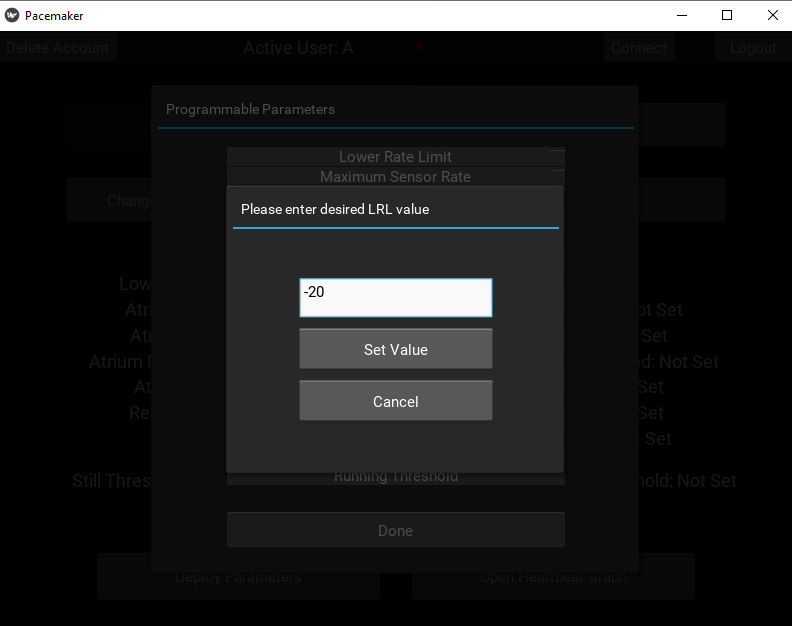 Pacemaker
Delete Account
Active User: A
Connect
Logout
Programmable Parameters
Lower Rate Limit
Maximum Sensor Rate
Chang
Please enter desired LRL value
-20
Set Value
Cancel
Low
Atri
ot Set
Atr
Set
Atrium
od: Not Set
At
Set
Re
Set
Set
Running Threshold
Still Thres
hold: Not Set
Done
Deploy Parameters
Open Heartbeat Graph